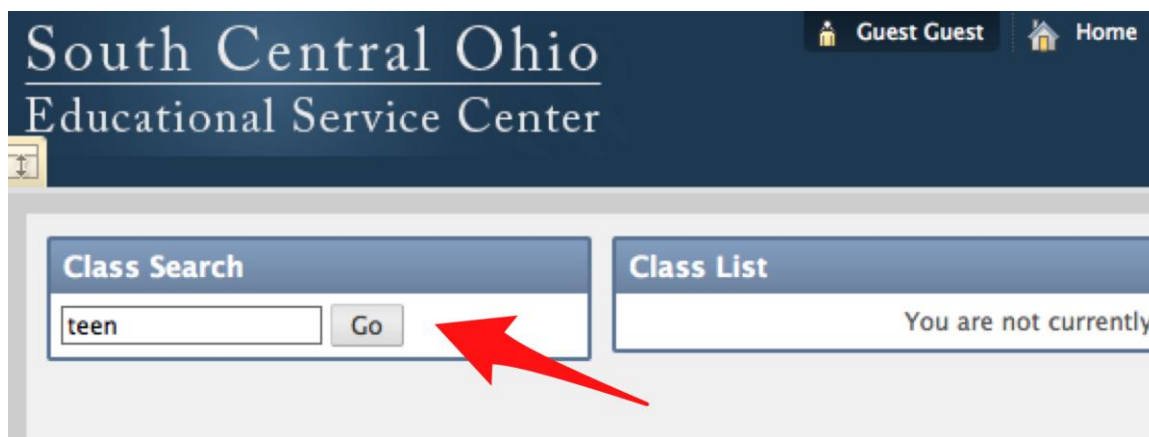 South Central Ohio
Educational Service Center
Guest Guest
Home
Class Search
teen
Go
Class List
You are not currently